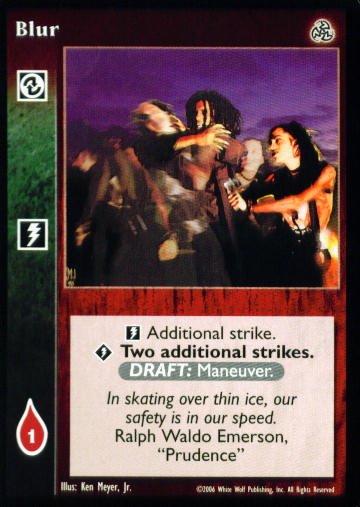 Blur
Additional strike.
Two additional strikes.
DRAFT: Maneuver.
In skating over thin ice, our
safety is in our speed.
Ralph Waldo Emerson,
"Prudence"
1
Illus: Ken Meyer, Jr.
©2006 White Wolf Publishing, Inc. All Rights Reserved